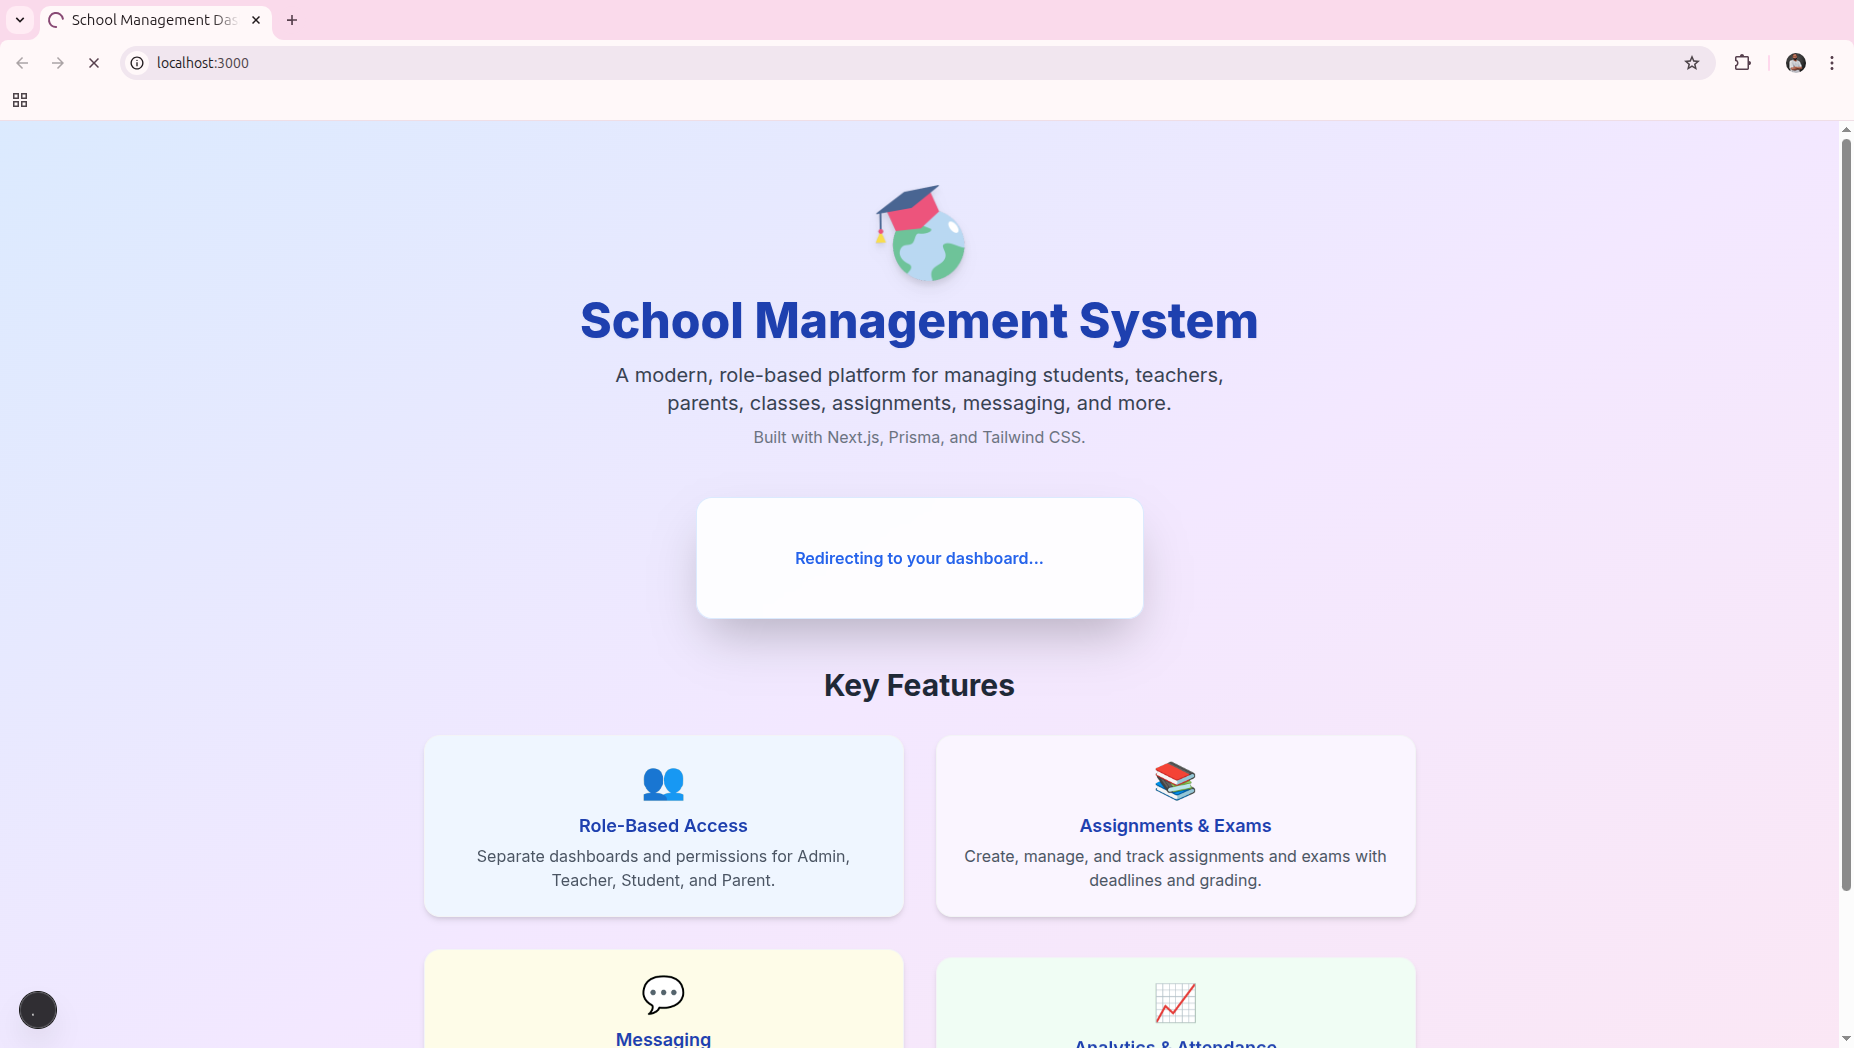 School Management Das
localhost:3000
School Management System
A modern, role-based platform for managing students, teachers,
parents, classes, assignments, messaging, and more.
Built with Next.js, Prisma, and Tailwind CSS.
Redirecting to your dashboard...
Key Features
Role-Based Access
Separate dashboards and permissions for Admin,
Teacher, Student, and Parent.
Assignments & Exams
Create, manage, and track assignments and exams with
deadlines and grading.
Messaging
Analytics & Attendance